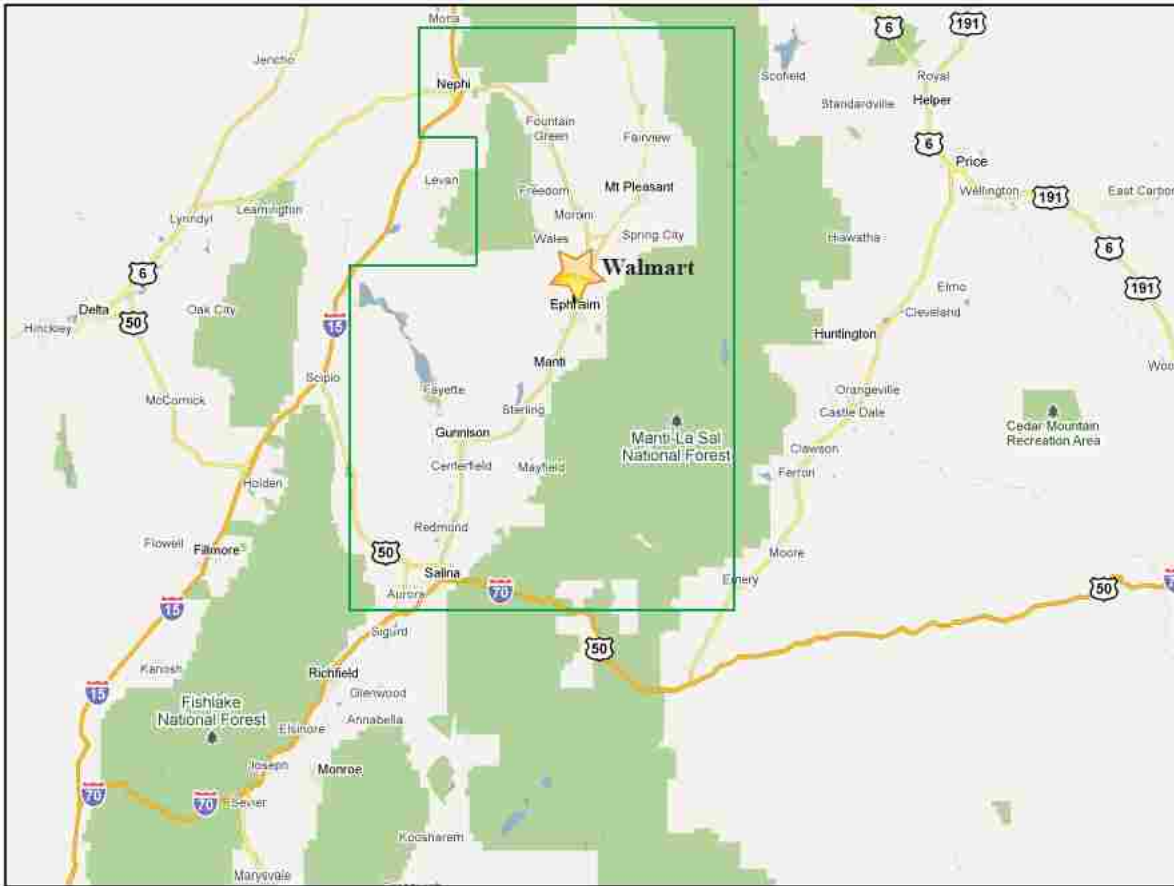 Mona
6
191
Jericho
Scofield
Royal
Nephi
Standardville
Helper
Fountain
Green
Fairview
6
Price
Levan
Freedom
Mt Pleasant
Wellington
191
East Carbon
Leamington
Lynndyl
Moroni
Wales
Spring City
Hiawatha
6
6
Walmart
191
Delta
50
Oak City
Ephraim
Elmo
Cleveland
Hinckley
15
Huntington
Manti
Scipio
Fayette
Orangeville
McCornick
Sterling
Castle Dale
Gunnison
Manti-La Sal
National Forest
Cedar Mountain
Recreation Area
Clawson
Centerfield
Mayfield
Ferron
Holden
Redmond
Flowell
Fillmore
50
Moore
Salina
Emery
70
50
Aurora
15
Sigurd
50
Kanosh
Richfield
15
Glenwood
Fishlake
National Forest
Annabella
Elsinore
Joseph
Monroe
70
70
Koosharem
Marysvale